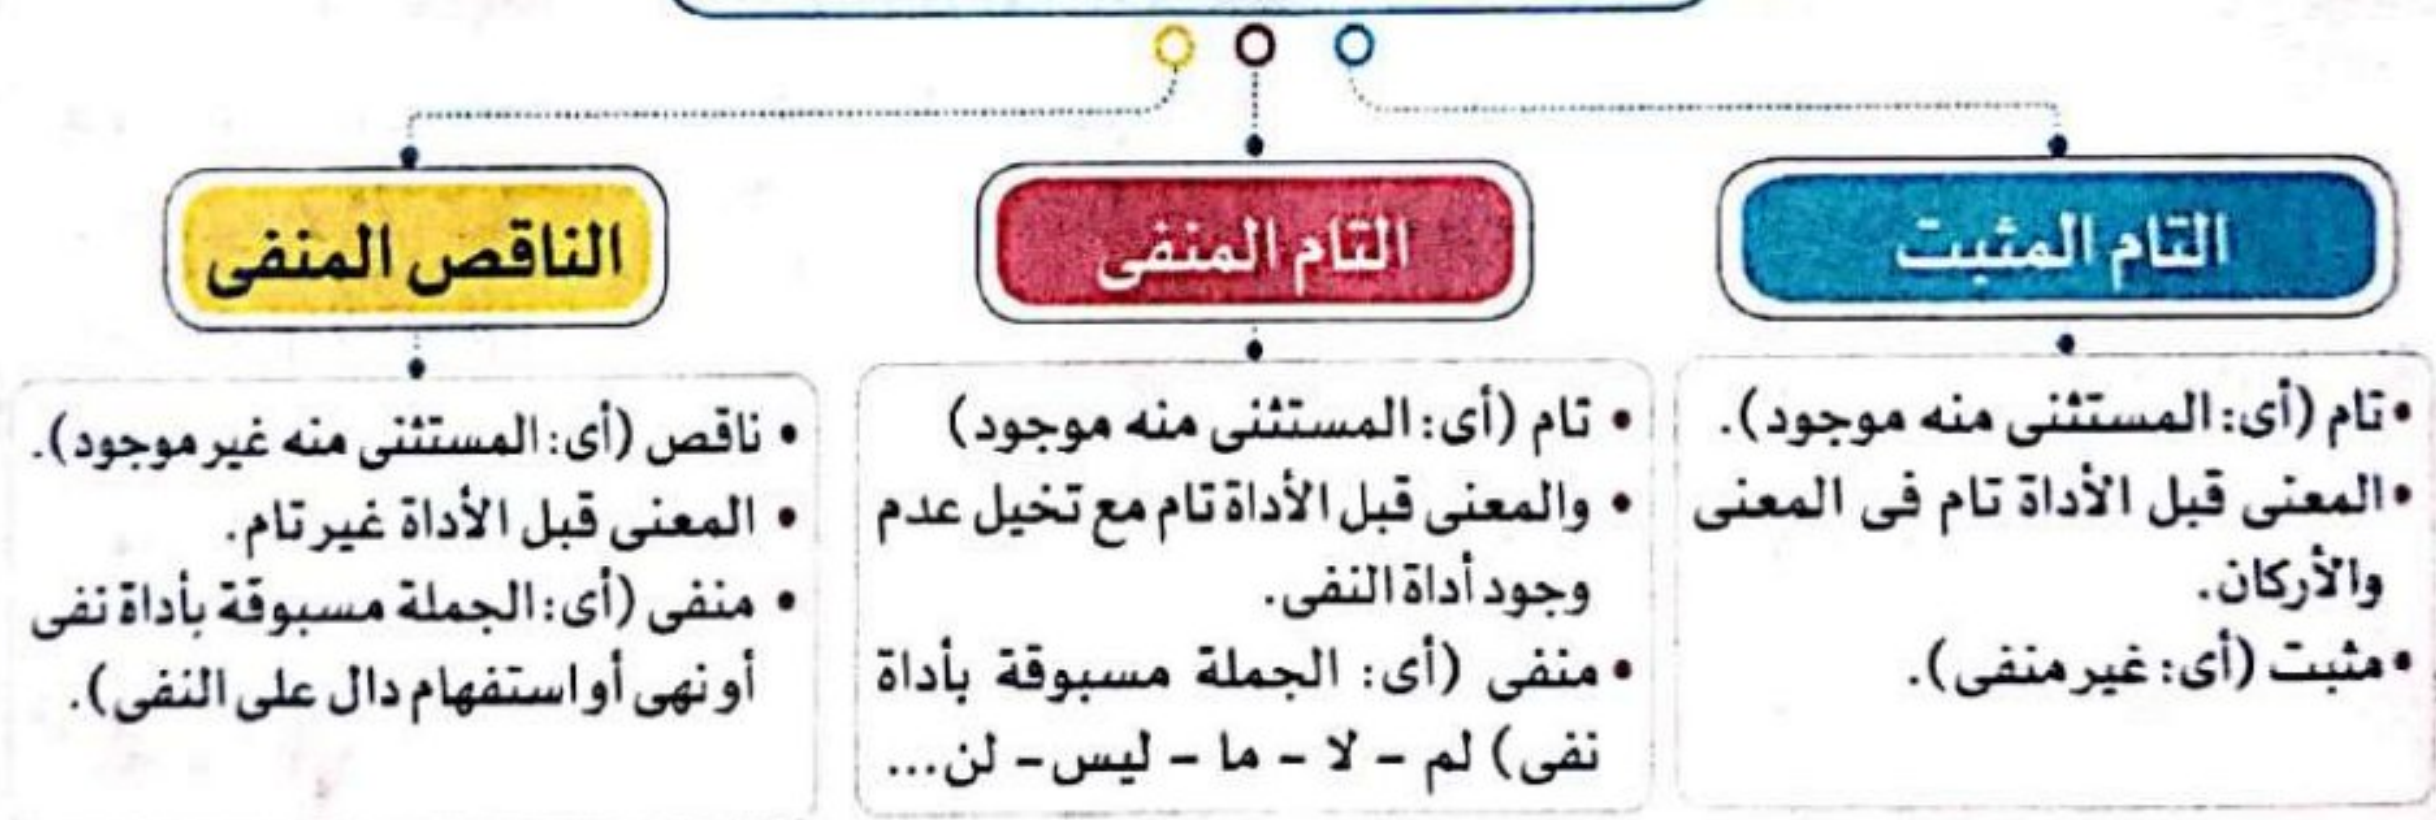 التام المثبت
• تام (أى: المستثنى منه موجود).
• المعنى قبل الأداة تام فى المعنى
والأركان.
• مثبت (أى: غير منفى).
التام المنفى
• تام (أى: المستثنى منه موجود)
• والمعنى قبل الأداة تام مع تخيل عدم
وجود أداة النفى.
• منفى (أى: الجملة مسبوقة بأداة
نفى) لم - لا - ما - ليس - لن...
الناقص المنفى
• ناقص (أى: المستثنى منه غير موجود).
• المعنى قبل الأداة غير تام.
• منفى (أى: الجملة مسبوقة بأداة نفى
أو نهى أو استفهام دال على النفى).